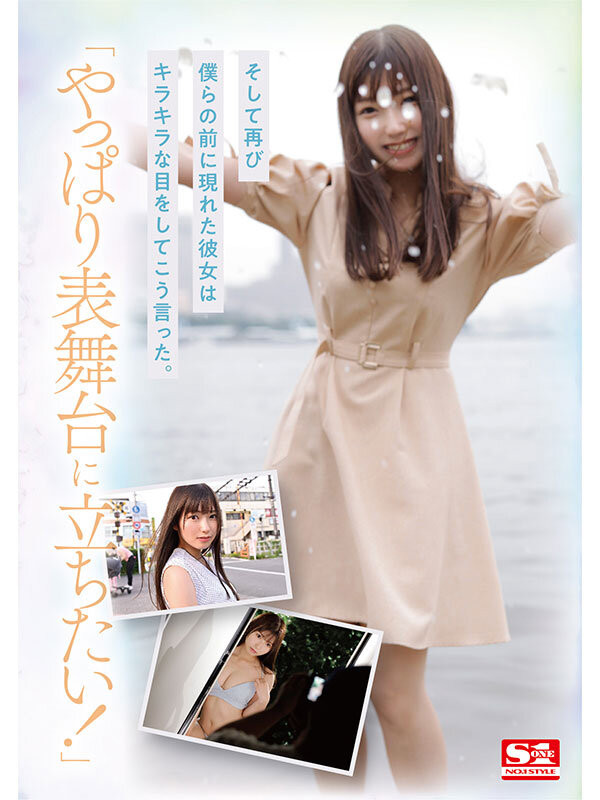 そして再び
僕らの前に現れた彼女は
キラキラな目をしてこう言った。
「やっぱり表舞台に立ちたい！」
S1
ONE
NO.1 STYLE